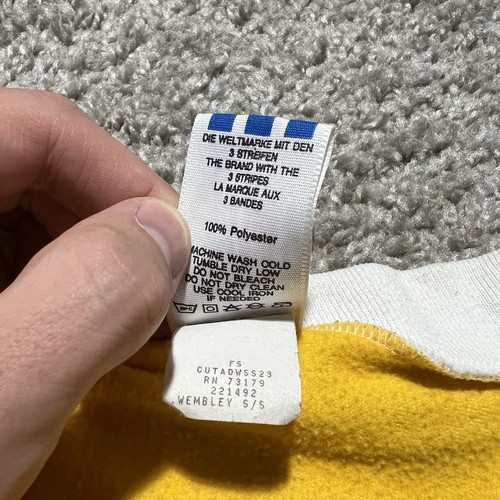 DIE WELTMARKE MIT DEN
3 STREIFEN
THE BRAND WITH THE
3 STRIPES
LA MARQUE AUX
3 BANDES
100% Polyester
MACHINE WASH COLD
TUMBLE DRY LOW
DO NOT BLEACH
DO NOT DRY CLEAN
USE COOL IRON
IF NEEDED
FS
CUTADWSS23
RN 73179
221492
WEMBLEY S/S